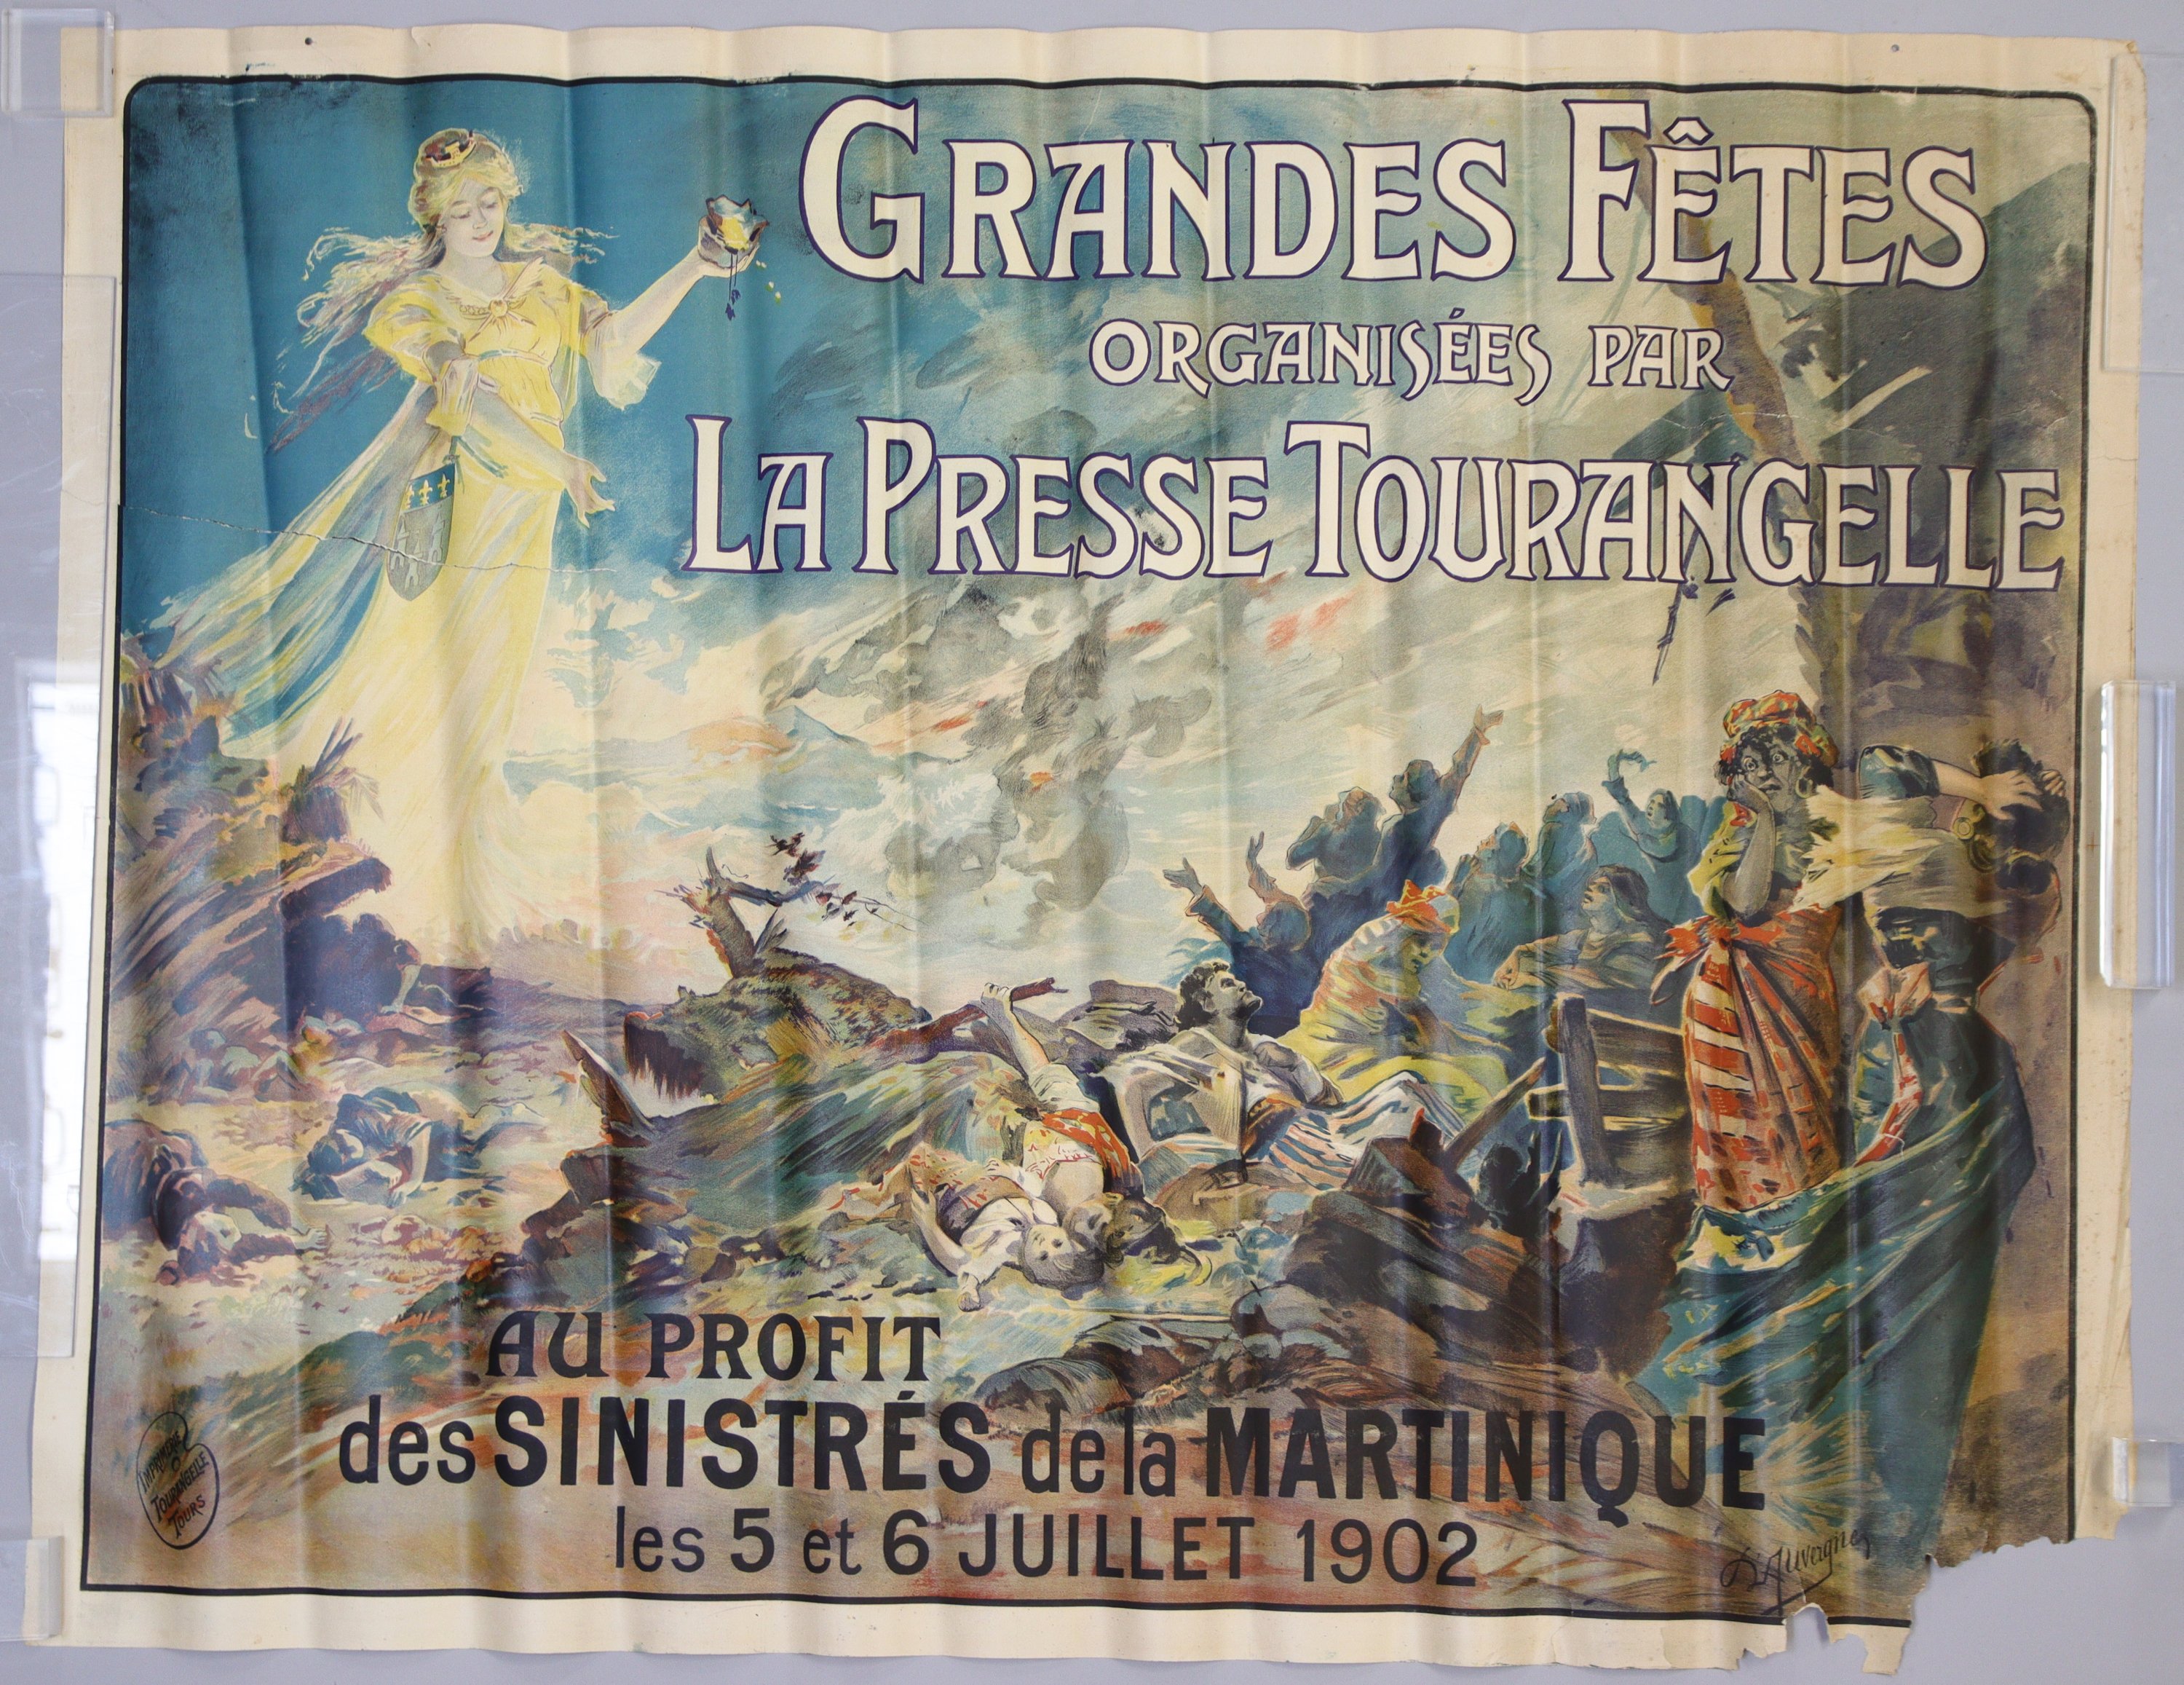 GRANDES FÊTES
ORGANISÉES PAR
LA PRESSE TOURANGELLE
AU PROFIT
des SINISTRÉS de la MARTINIQUE
les 5 et 6 JUILLET 1902
IMPRIMERIE
TOURANGELLE
TOURS
D'Auvergne